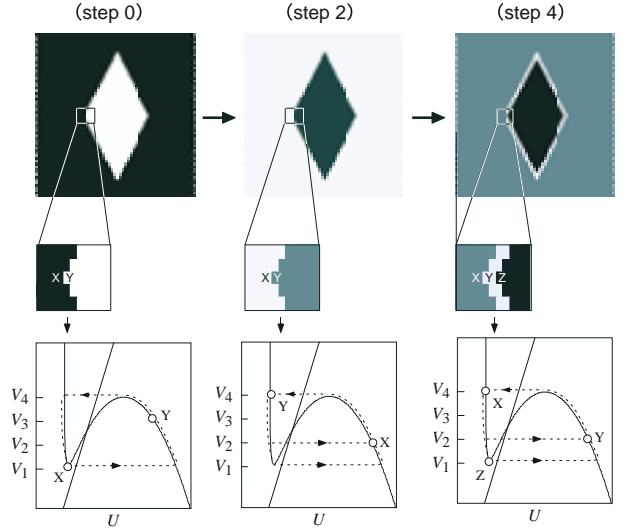 (step 0) (step 2) (step 4)
X Y
X Y
X Y Z
V4
V3
V2
V1
X
Y
U
V4
V3
V2
V1
Y
X
U
V4
V3
V2
V1
X
Y
Z
U